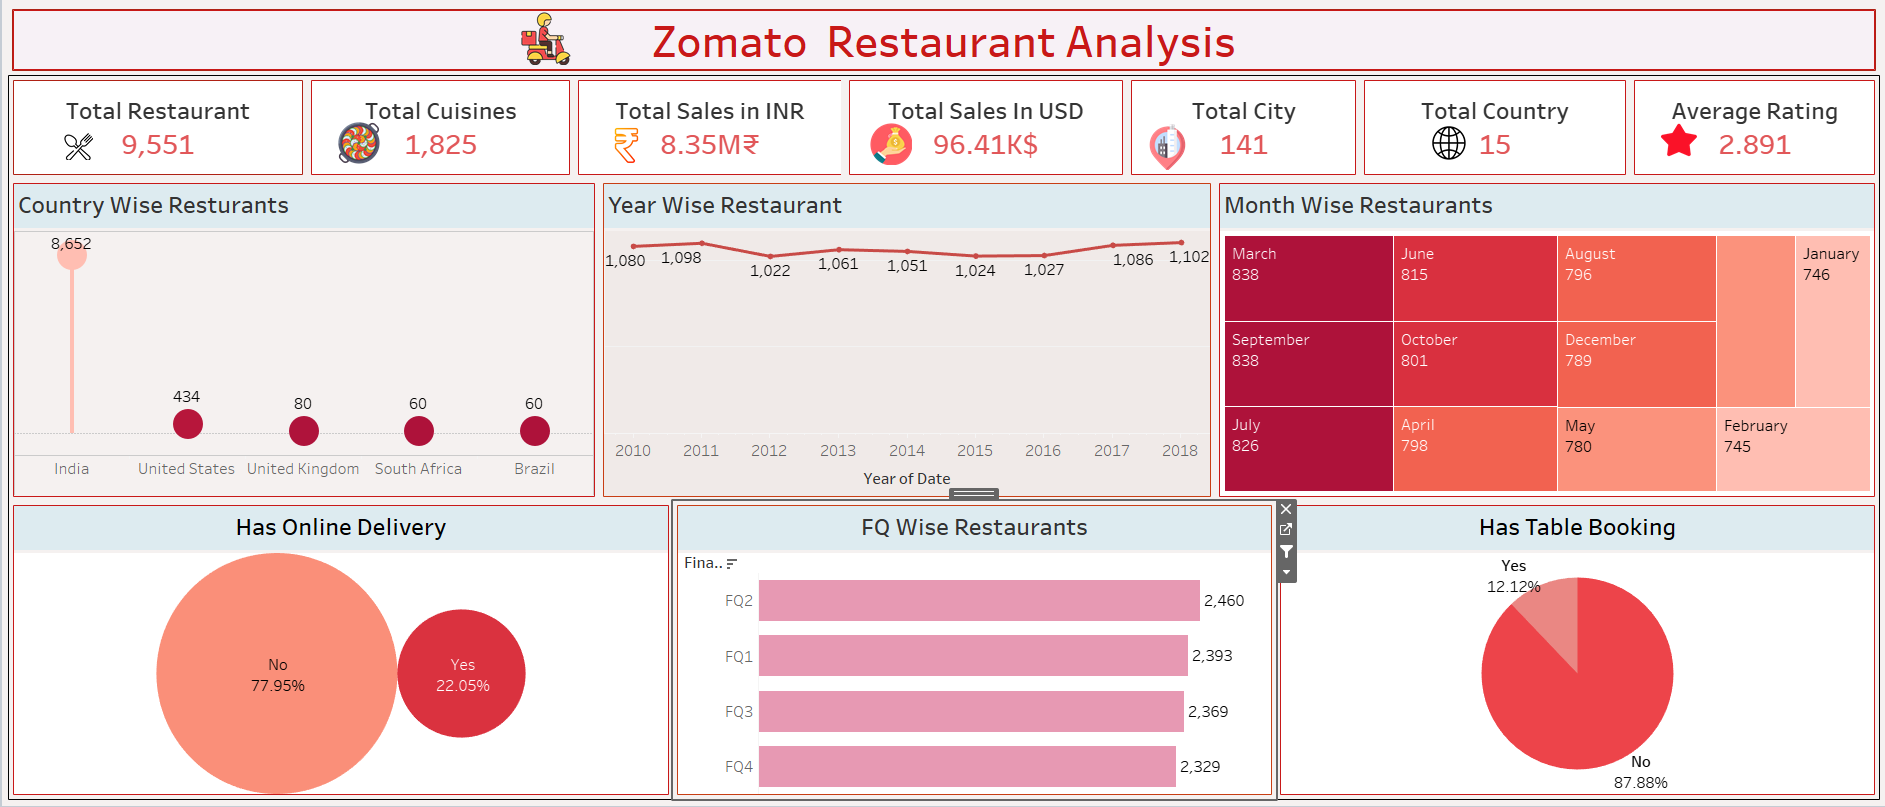 Zomato  Restaurant Analysis
Total Restaurant
9,551
Total Cuisines
1,825
Total Sales in INR
8.35M₹
Total Sales In USD
96.41K$
Total City
141
Total Country
15
Average Rating
2.891
Country Wise Resturants
8,652
434
80
60
60
India
United States
United Kingdom
South Africa
Brazil
Year Wise Restaurant
1,080
1,098
1,022
1,061
1,051
1,024
1,027
1,086
1,102
2010
2011
2012
2013
2014
2015
2016
2017
2018
Year of Date
Month Wise Restaurants
March
838
June
815
August
796
January
746
September
838
October
801
December
789
July
826
April
798
May
780
February
745
Has Online Delivery
No
77.95%
Yes
22.05%
FQ Wise Restaurants
Fina..
FQ2
2,460
FQ1
2,393
FQ3
2,369
FQ4
2,329
Has Table Booking
Yes
12.12%
No
87.88%